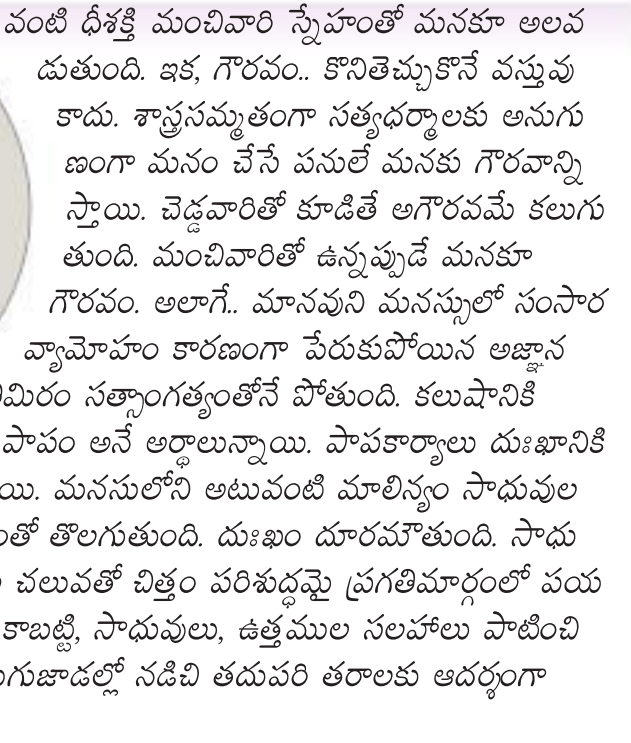 వంటి ధీశక్తి మంచివారి స్నేహంతో మనకూ అలవ
డుతుంది. ఇక, గౌరవం.. కొనితెచ్చుకొనే వస్తువు
కాదు. శాస్త్రసమ్మతంగా సత్యధర్మాలకు అనుగు
ణంగా మనం చేసే పనులే మనకు గౌరవాన్ని
స్తాయి. చెడ్డవారితో కూడితే అగౌరవమే కలుగు
తుంది. మంచివారితో ఉన్నప్పుడే మనకూ
గౌరవం. అలాగే.. మానవుని మనస్సులో సంసార
వ్యామోహం కారణంగా పేరుకుపోయిన అజ్ఞాన
మిరం సత్సాంగత్యంతోనే పోతుంది. కలుషానికి
పాపం అనే అర్థాలున్నాయి. పాపకార్యాలు దుఃఖానికి
యి. మనసులోని అటువంటి మాలిన్యం సాధువుల
తో తొలగుతుంది. దుఃఖం దూరమౌతుంది. సాధు
చలువతో చిత్తం పరిశుద్ధమై ప్రగతిమార్గంలో పయ
కాబట్టి, సాధువులు, ఉత్తముల సలహాలు పాటించి
గుజాడల్లో నడిచి తదుపరి తరాలకు ఆదర్శంగా